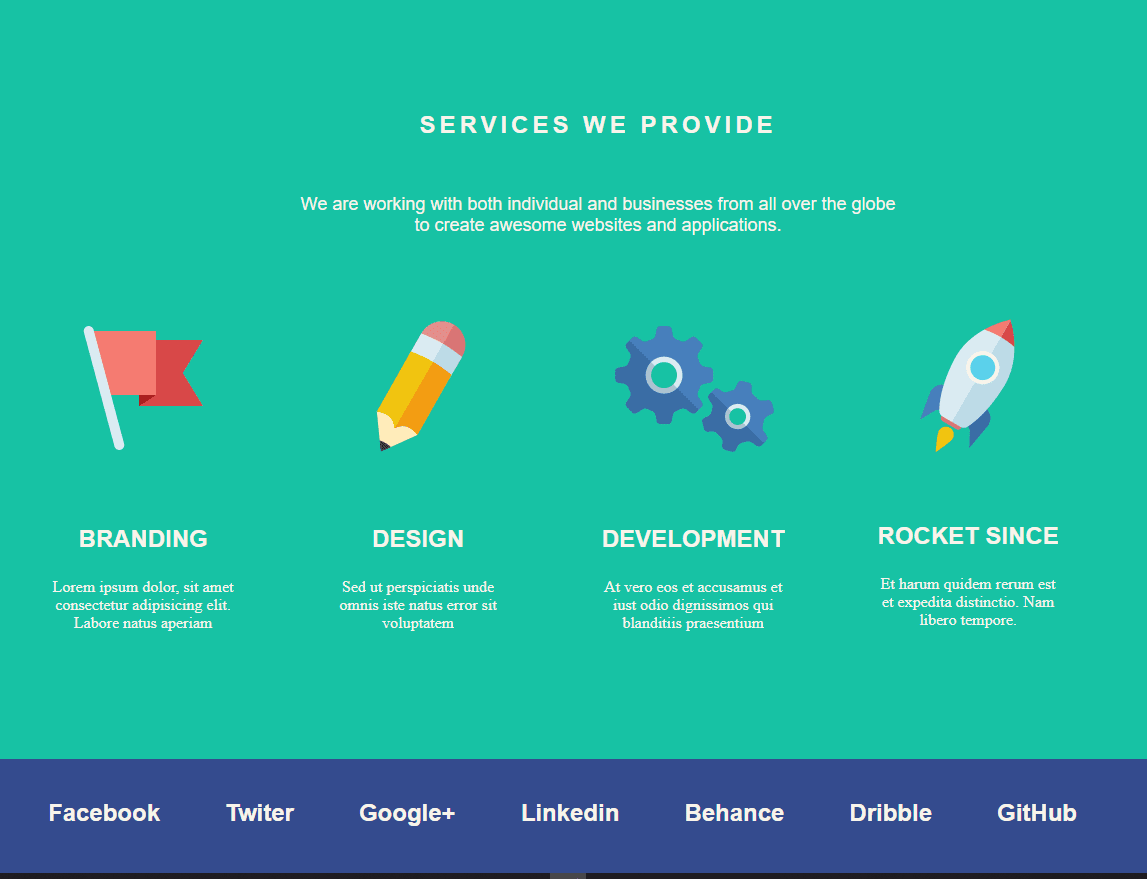 SERVICES WE PROVIDE
We are working with both individual and businesses from all over the globe
to create awesome websites and applications.
BRANDING
Lorem ipsum dolor, sit amet
consectetur adipisicing elit.
Labore natus aperiam
DESIGN
Sed ut perspiciatis unde
omnis iste natus error sit
voluptatem
DEVELOPMENT
At vero eos et accusamus et
iust odio dignissimos qui
blanditiis praesentium
ROCKET SINCE
Et harum quidem rerum est
et expedita distinctio. Nam
libero tempore.
Facebook Twiter Google+ Linkedin Behance Dribble GitHub